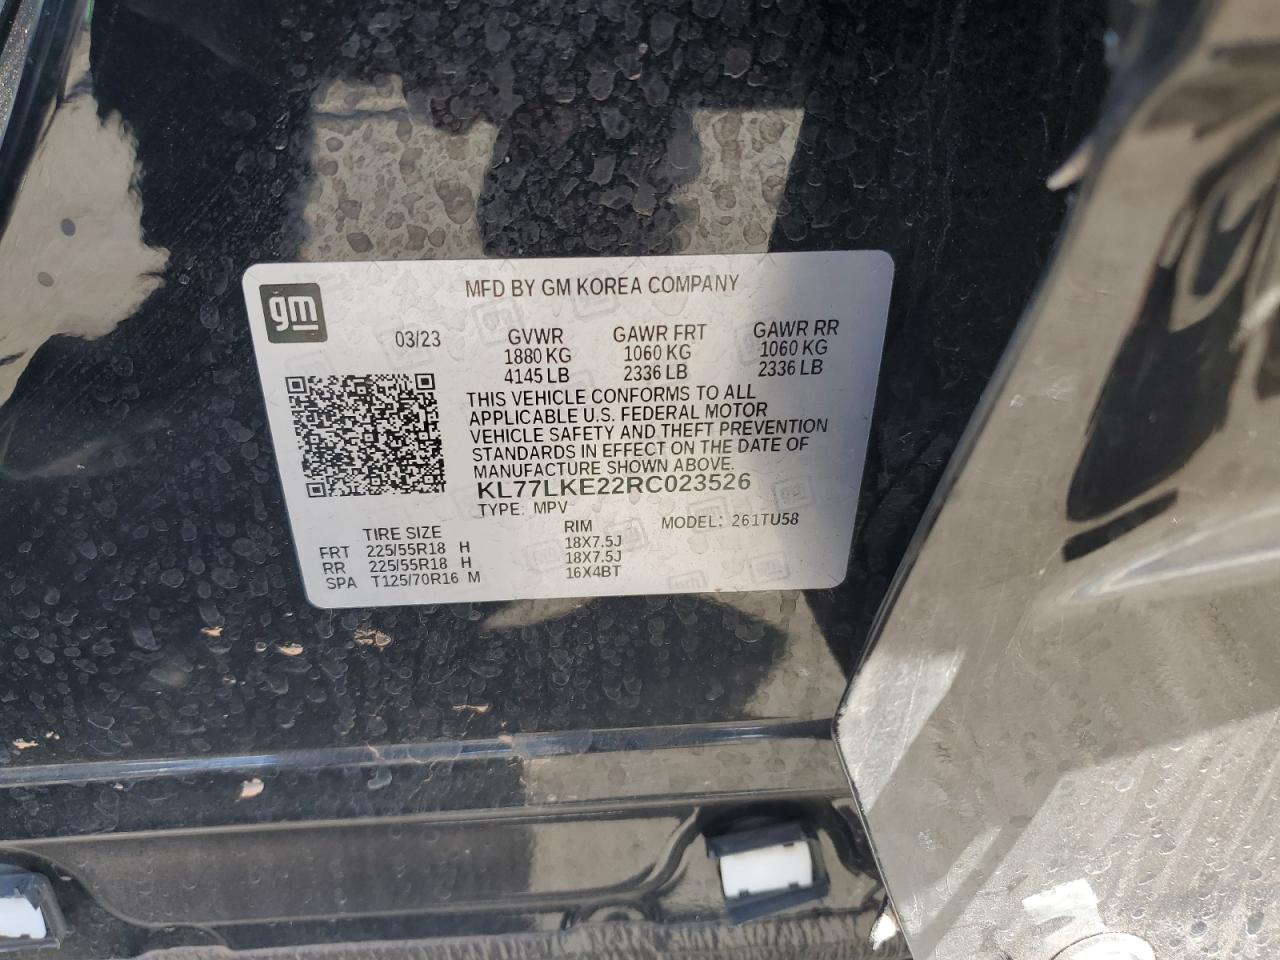 gm
MFD BY GM KOREA COMPANY
03/23 GVWR GAWR FRT GAWR RR
1880 KG 1060 KG 1060 KG
4145 LB 2336 LB 2336 LB
THIS VEHICLE CONFORMS TO ALL
APPLICABLE U.S. FEDERAL MOTOR
VEHICLE SAFETY AND THEFT PREVENTION
STANDARDS IN EFFECT ON THE DATE OF
MANUFACTURE SHOWN ABOVE.
KL77LKE22RC023526
TYPE: MPV
TIRE SIZE RIM MODEL: 261TU58
FRT 225/55R18 H 18X7.5J
RR 225/55R18 H 18X7.5J
SPA T125/70R16 M 16X4BT